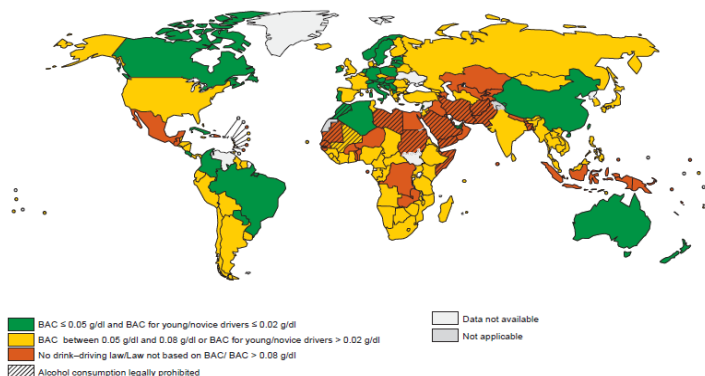 BAC ≤ 0.05 g/dl and BAC for young/novice drivers ≤ 0.02 g/dl
BAC between 0.05 g/dl and 0.08 g/dl or BAC for young/novice drivers > 0.02 g/dl
No drink–driving law/Law not based on BAC/ BAC > 0.08 g/dl
Alcohol consumption legally prohibited
Data not available
Not applicable